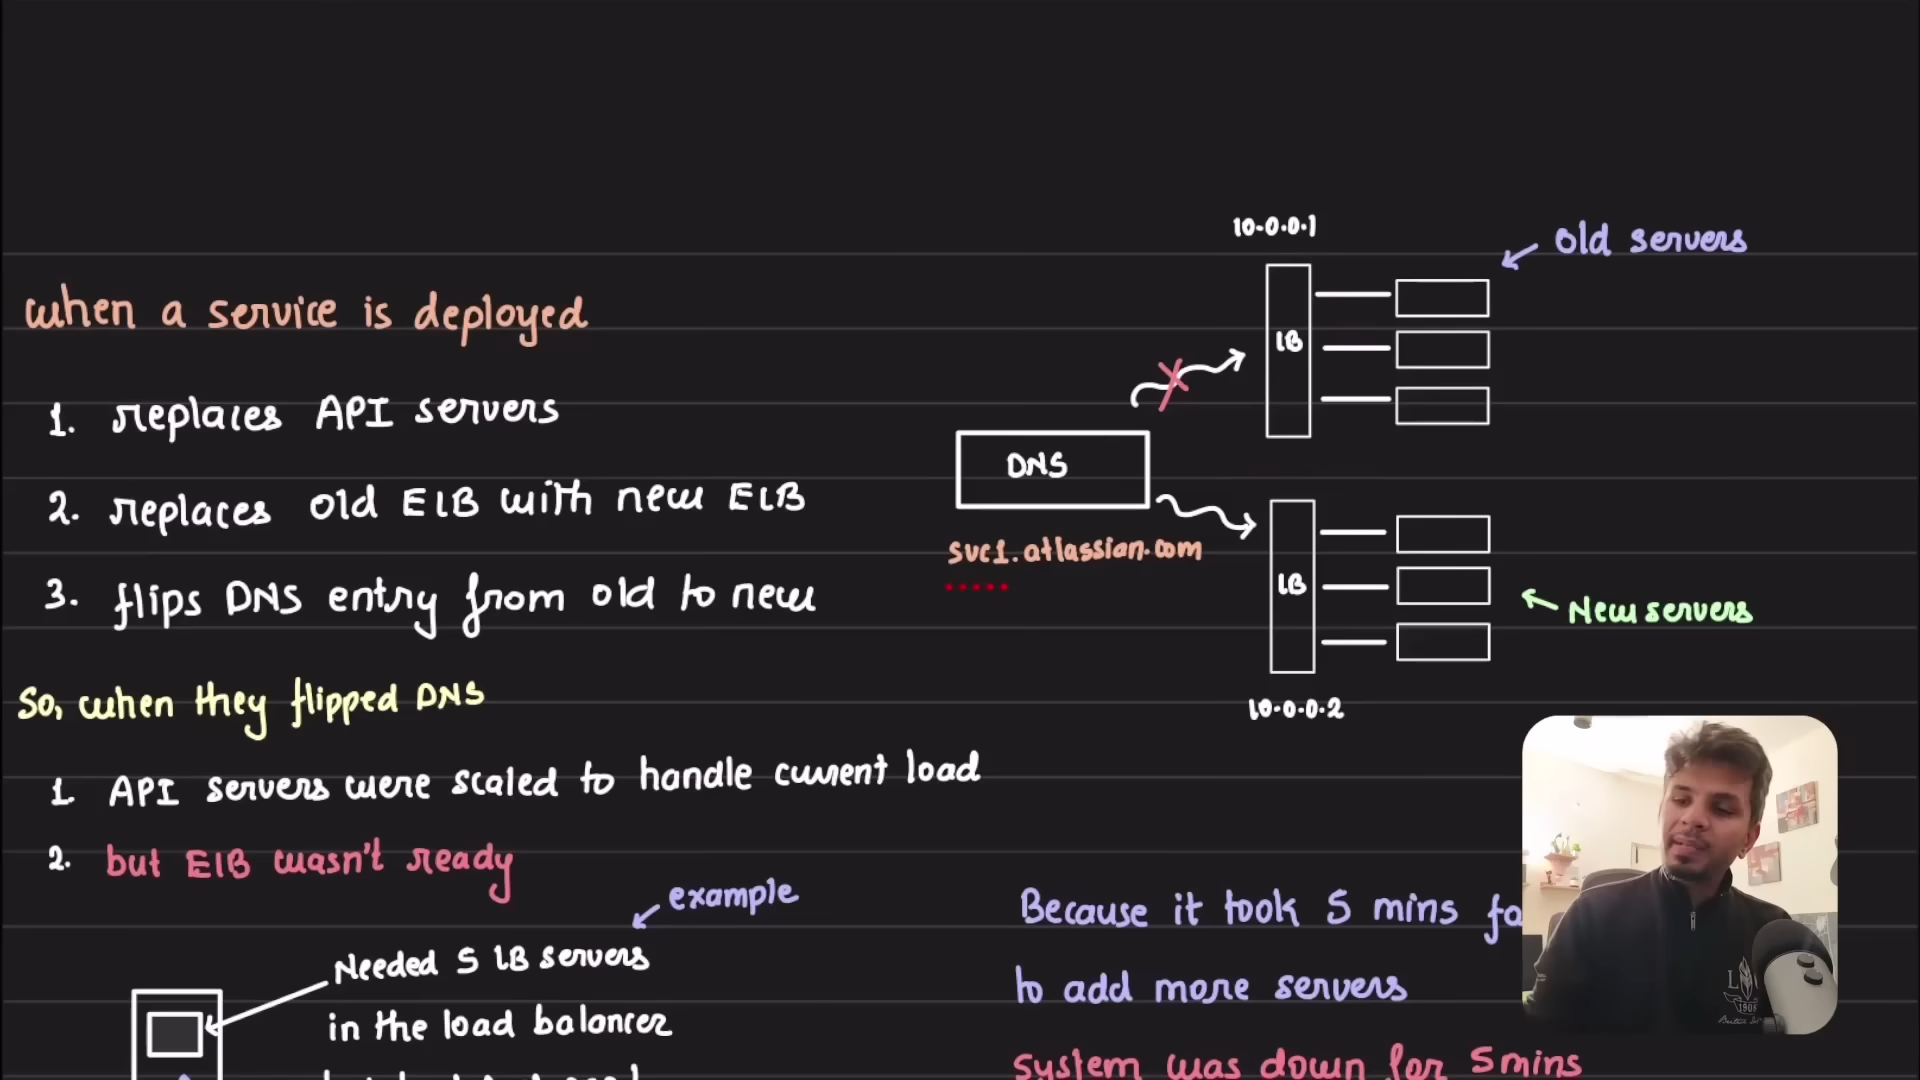 when a service is deployed
1. replaces API servers
2. replaces old ELB with new ELB
3. flips DNS entry from old to new
So, when they flipped DNS
1. API servers were scaled to handle current load
2. but ELB wasn't ready
example
Needed 5 LB servers
in the load balancer
10.0.0.1
Old servers
LB
DNS
svc1.atlassian.com
LB
New servers
10.0.0.2
Because it took 5 mins
to add more servers
system was down for 5 mins